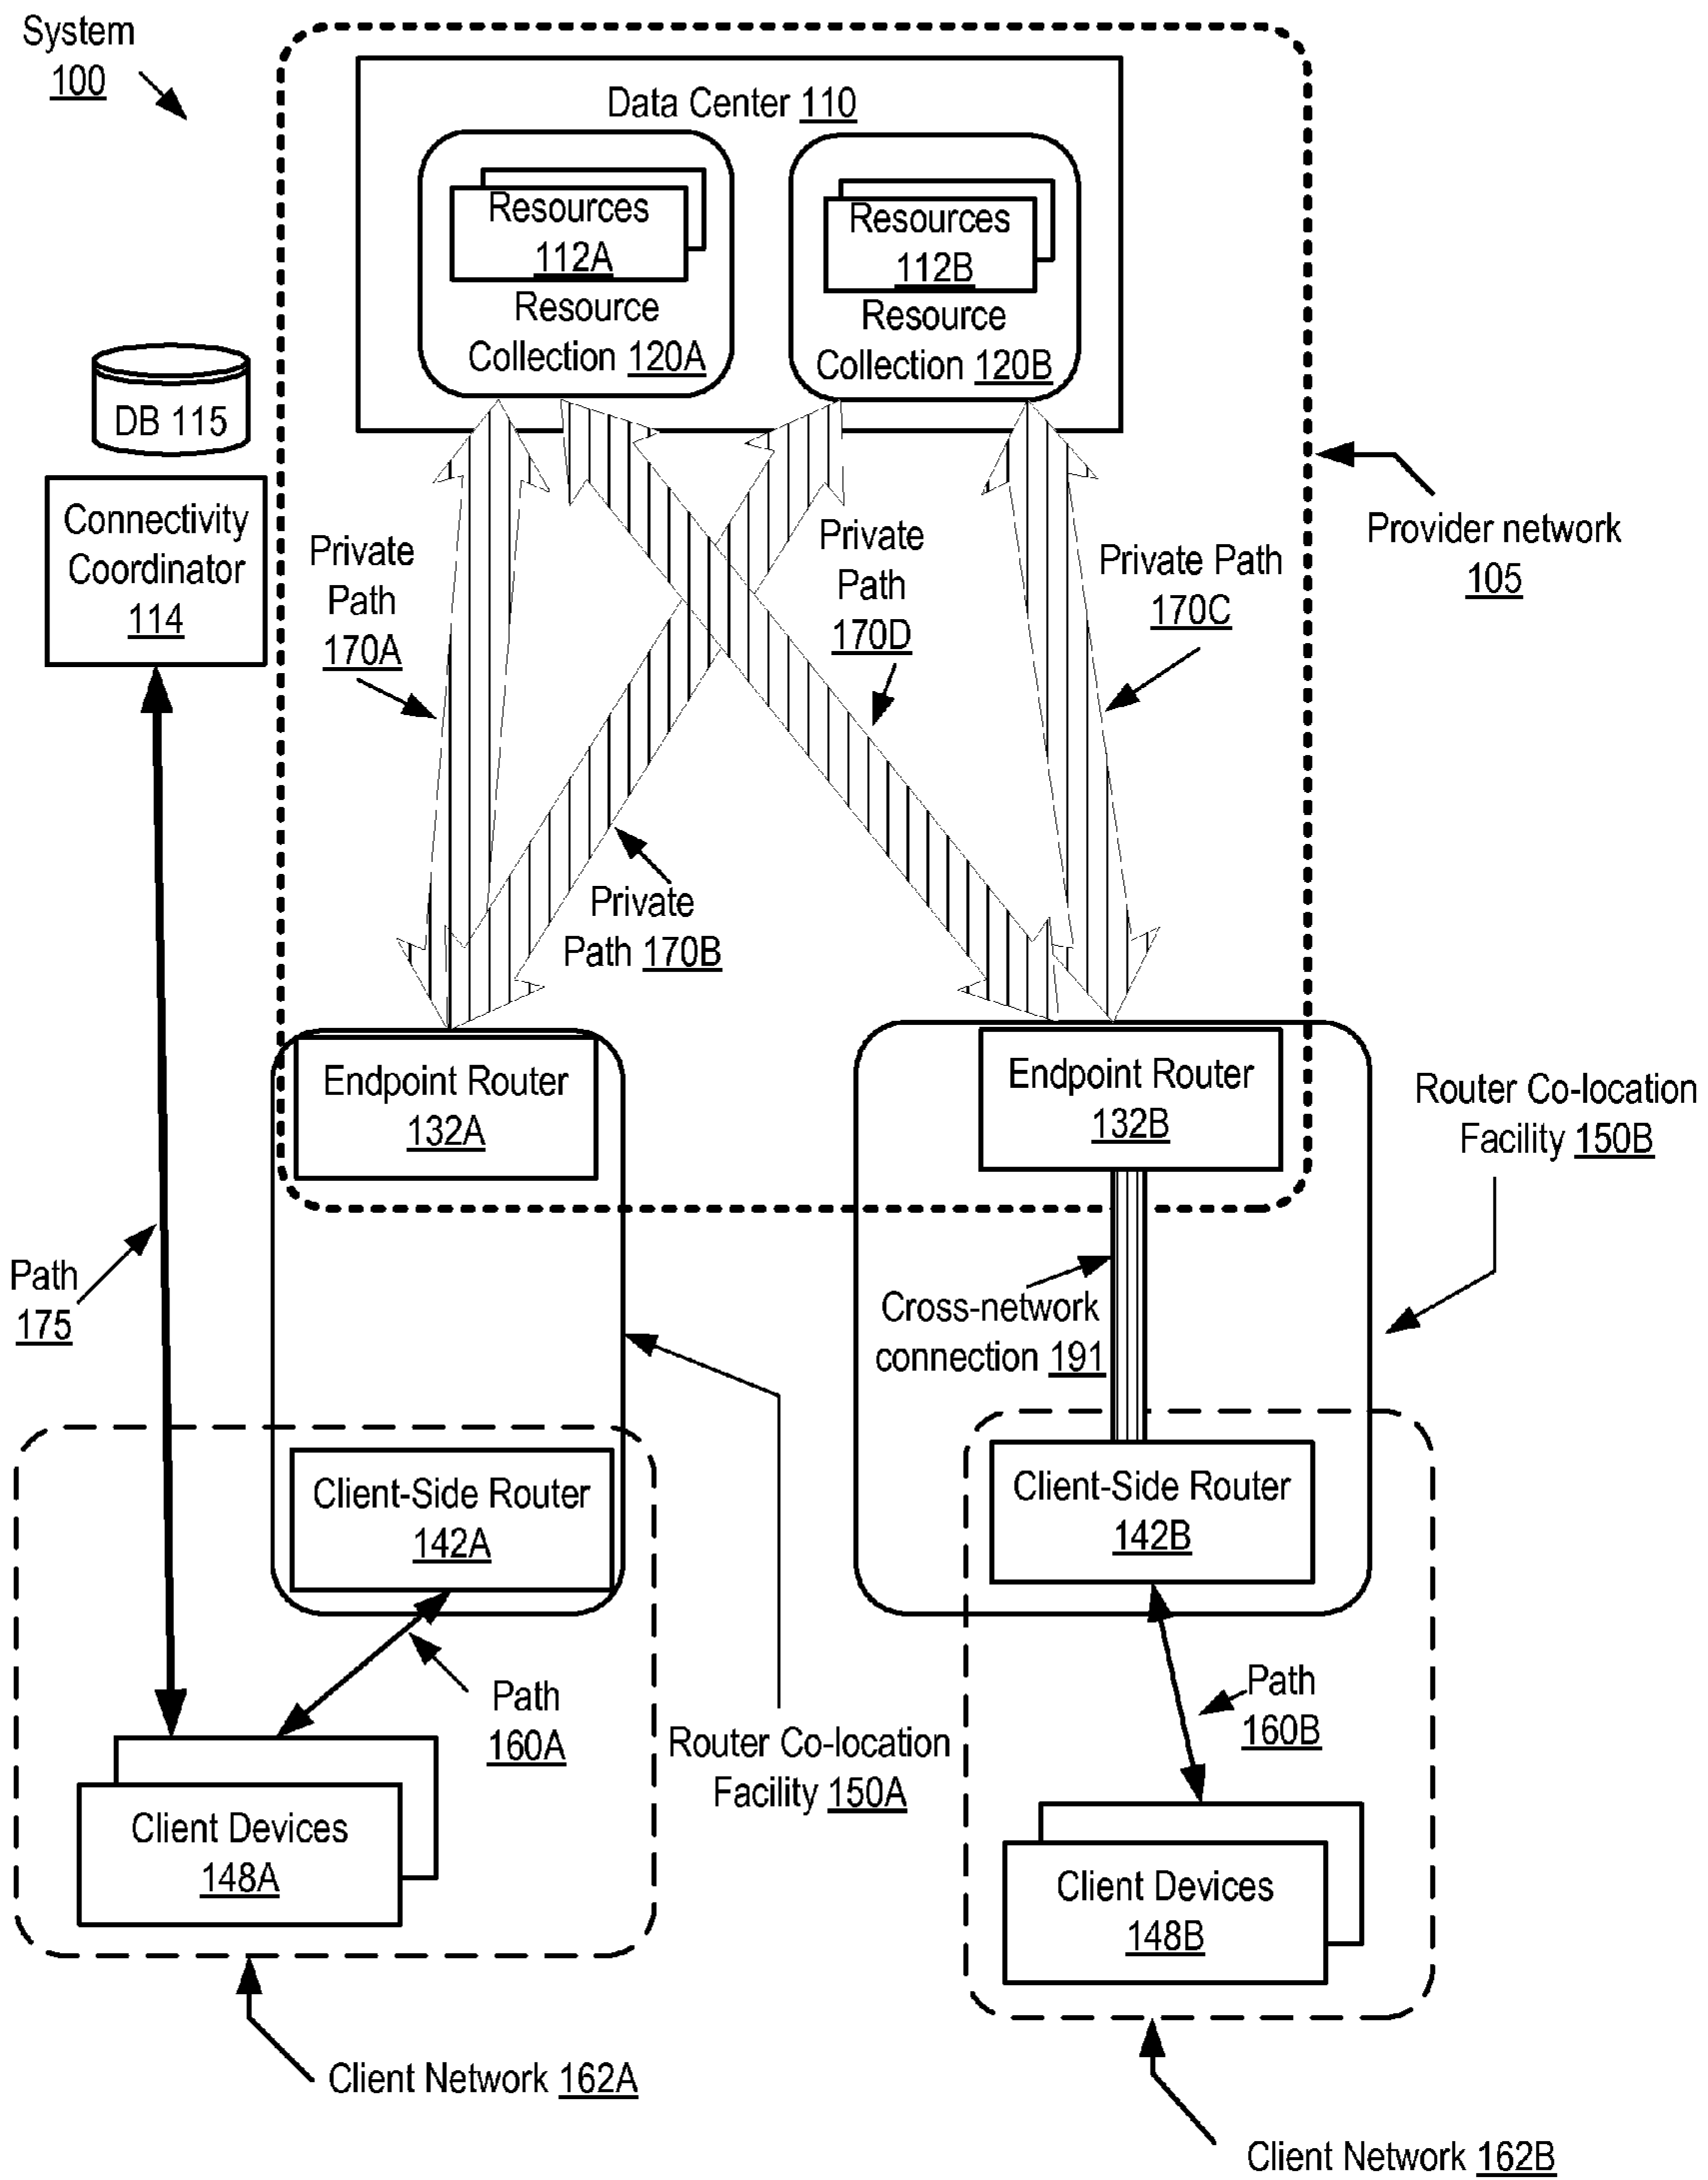 System
100
Data Center 110
Resources
112A
Resource
Collection 120A
Resources
112B
Resource
Collection 120B
DB 115
Connectivity
Coordinator
114
Private
Path
170A
Private
Path
170D
Private Path
170C
Provider network
105
Private
Path 170B
Endpoint Router
132A
Endpoint Router
132B
Router Co-location
Facility 150B
Path
175
Cross-network
connection 191
Client-Side Router
142A
Client-Side Router
142B
Path
160A
Path
160B
Router Co-location
Facility 150A
Client Devices
148A
Client Devices
148B
Client Network 162A
Client Network 162B